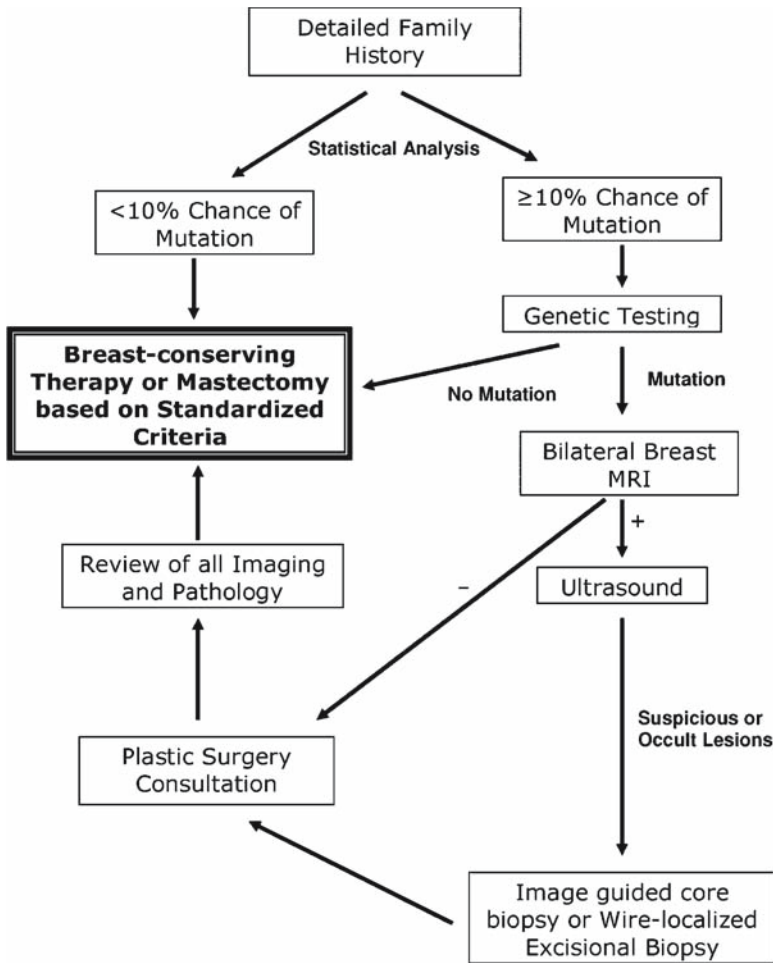 Detailed Family
History
Statistical Analysis
<10% Chance of
Mutation
≥10% Chance of
Mutation
Genetic Testing
Breast-conserving
Therapy or Mastectomy
based on Standardized
Criteria
No Mutation
Mutation
Bilateral Breast
MRI
+
–
Ultrasound
Review of all Imaging
and Pathology
Suspicious or
Occult Lesions
Plastic Surgery
Consultation
Image guided core
biopsy or Wire-localized
Excisional Biopsy